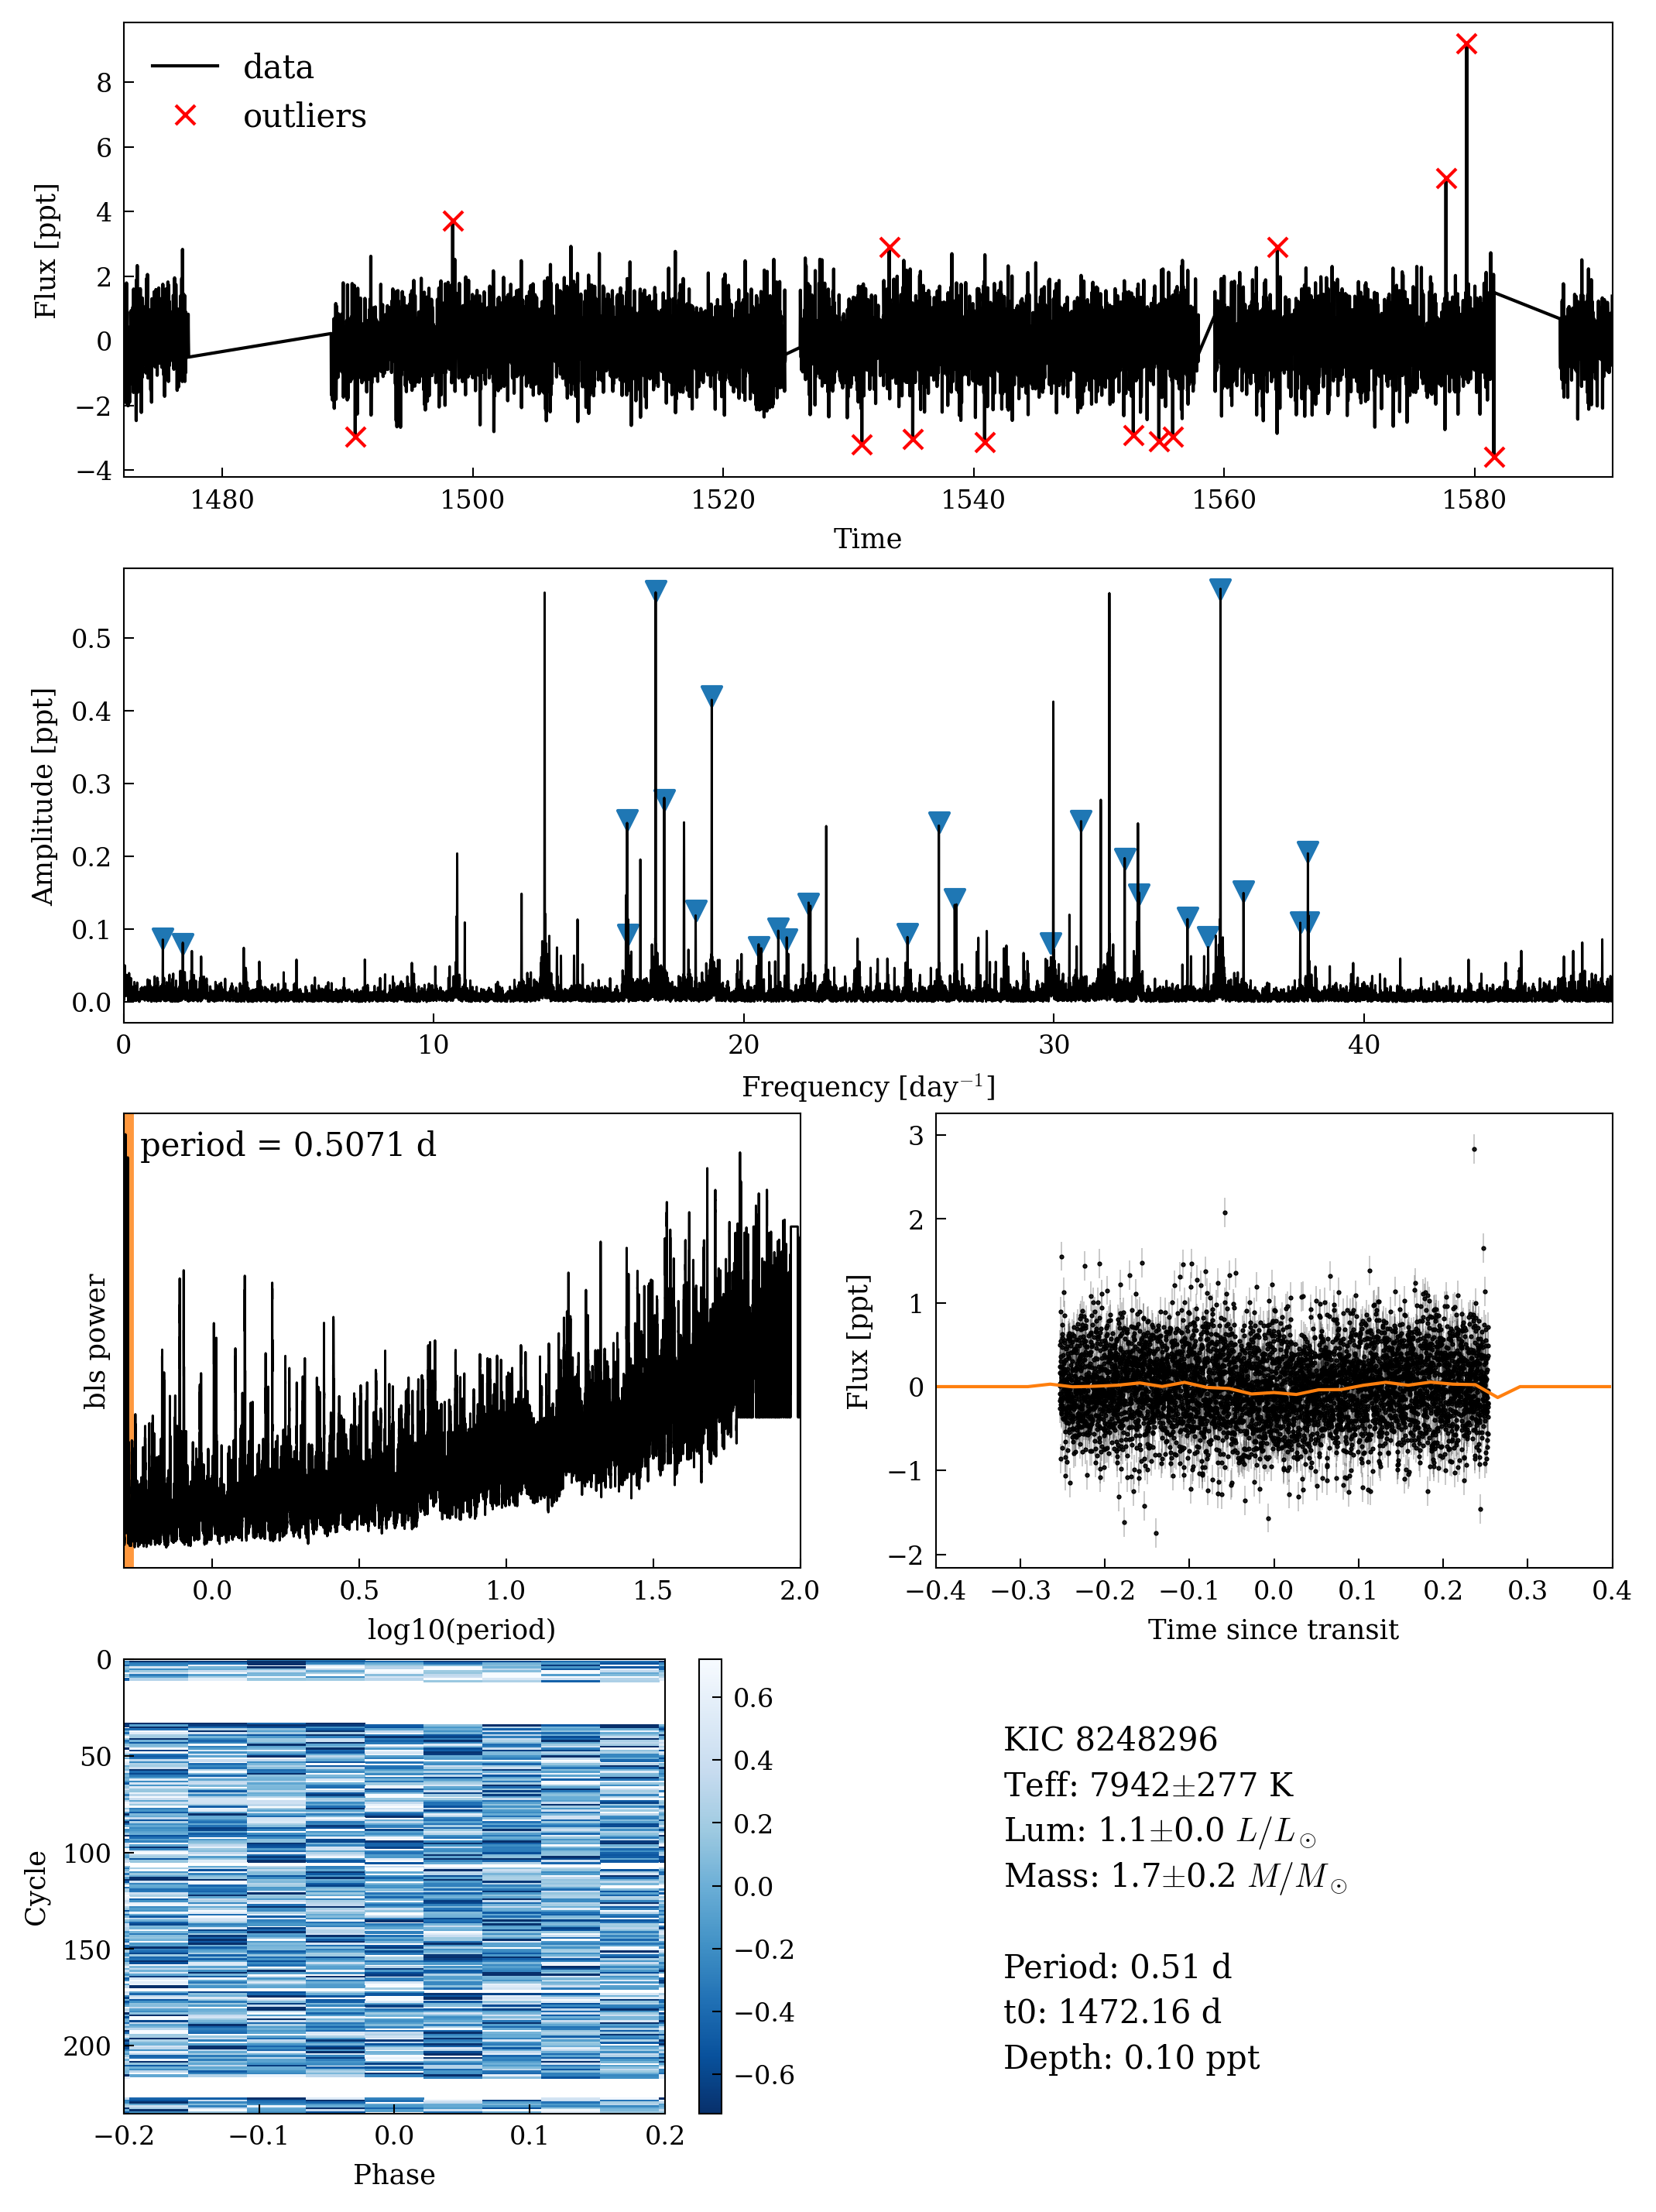 data
outliers
8
6
4
2
0
−2
−4
Flux [ppt]
1480 1500 1520 1540 1560 1580
Time
0.5
0.4
0.3
0.2
0.1
0.0
Amplitude [ppt]
0 10 20 30 40
Frequency [day⁻¹]
period = 0.5071 d
bls power
0.0 0.5 1.0 1.5 2.0
log10(period)
3
2
1
0
−1
−2
Flux [ppt]
−0.4 −0.3 −0.2 −0.1 0.0 0.1 0.2 0.3 0.4
Time since transit
0
50
100
150
200
Cycle
−0.2 −0.1 0.0 0.1 0.2
Phase
0.6
0.4
0.2
0.0
−0.2
−0.4
−0.6
KIC 8248296
Teff: 7942±277 K
Lum: 1.1±0.0 L/L☉
Mass: 1.7±0.2 M/M☉
Period: 0.51 d
t0: 1472.16 d
Depth: 0.10 ppt